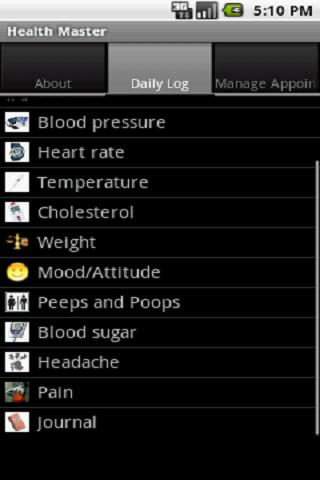 3G
5:10 PM
Health Master
About
Daily Log
Manage Appoin
Blood pressure
Heart rate
Temperature
Cholesterol
Weight
Mood/Attitude
Peeps and Poops
Blood sugar
Headache
Pain
Journal